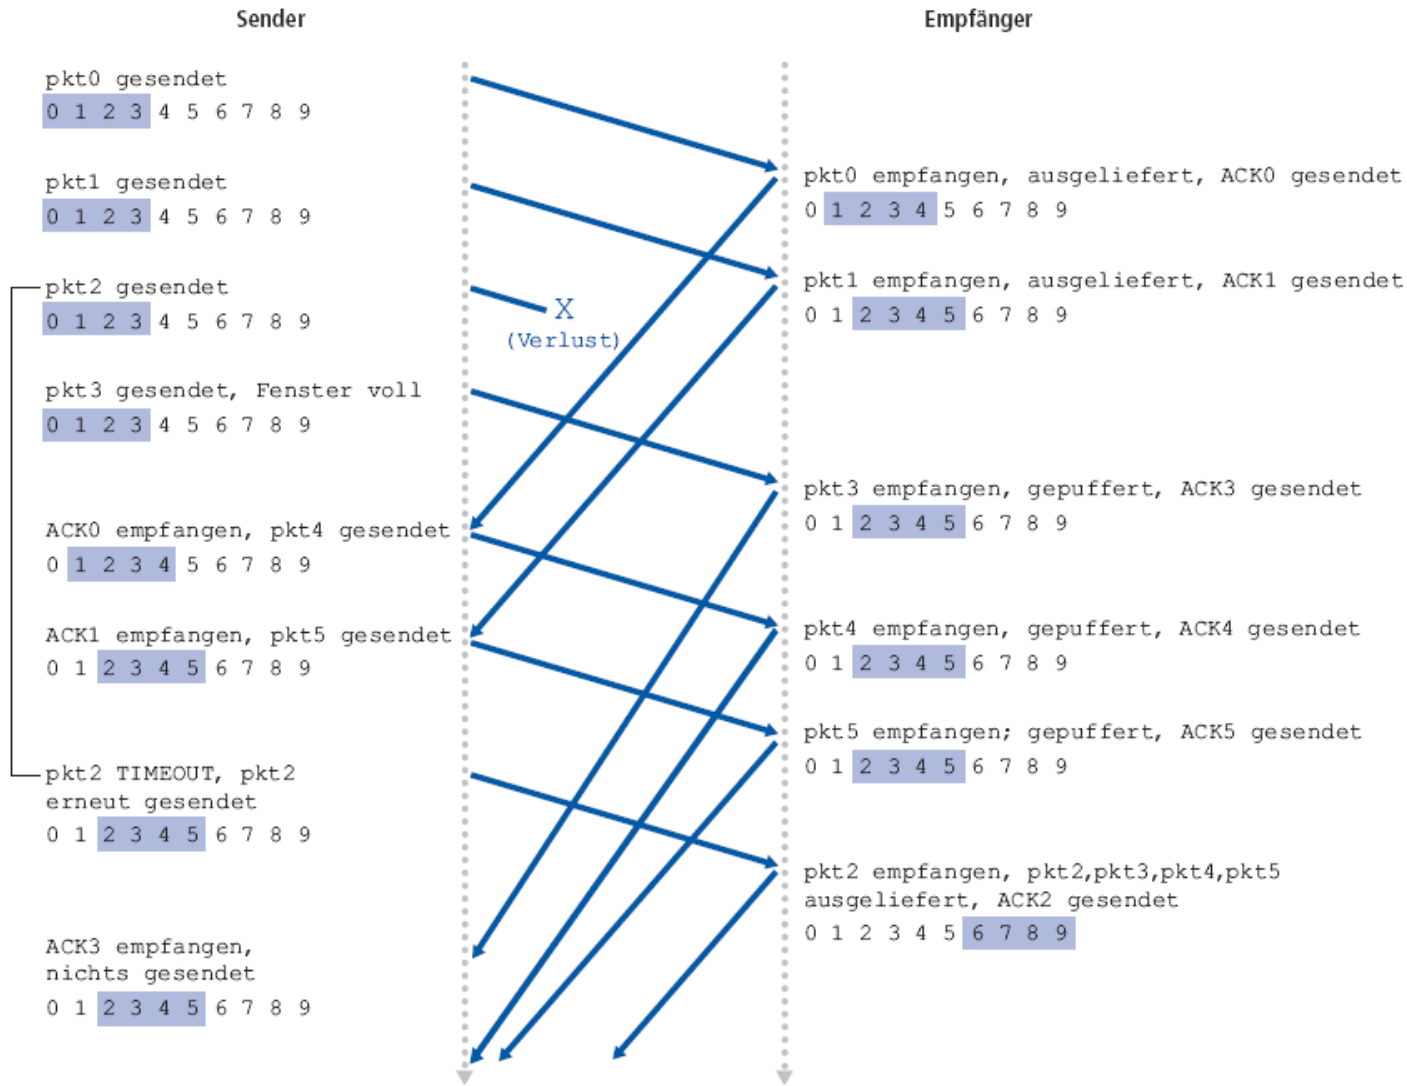 Sender
pkt0 gesendet
0 1 2 3 4 5 6 7 8 9
pkt1 gesendet
0 1 2 3 4 5 6 7 8 9
pkt2 gesendet
0 1 2 3 4 5 6 7 8 9
pkt3 gesendet, Fenster voll
0 1 2 3 4 5 6 7 8 9
ACK0 empfangen, pkt4 gesendet
0 1 2 3 4 5 6 7 8 9
ACK1 empfangen, pkt5 gesendet
0 1 2 3 4 5 6 7 8 9
pkt2 TIMEOUT, pkt2
erneut gesendet
0 1 2 3 4 5 6 7 8 9
ACK3 empfangen,
nichts gesendet
0 1 2 3 4 5 6 7 8 9
X
(Verlust)
Empfänger
pkt0 empfangen, ausgeliefert, ACK0 gesendet
0 1 2 3 4 5 6 7 8 9
pkt1 empfangen, ausgeliefert, ACK1 gesendet
0 1 2 3 4 5 6 7 8 9
pkt3 empfangen, gepuffert, ACK3 gesendet
0 1 2 3 4 5 6 7 8 9
pkt4 empfangen, gepuffert, ACK4 gesendet
0 1 2 3 4 5 6 7 8 9
pkt5 empfangen; gepuffert, ACK5 gesendet
0 1 2 3 4 5 6 7 8 9
pkt2 empfangen, pkt2,pkt3,pkt4,pkt5
ausgeliefert, ACK2 gesendet
0 1 2 3 4 5 6 7 8 9